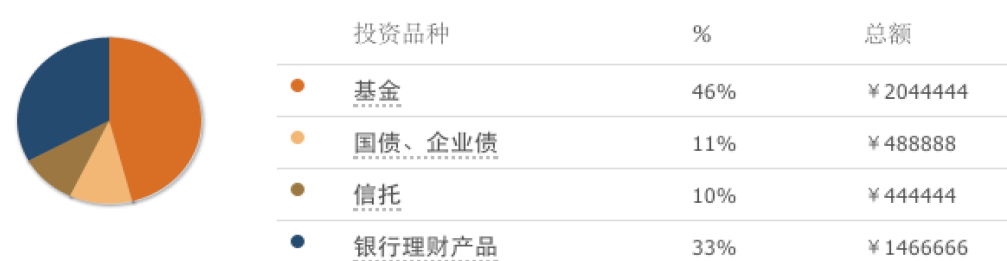 投资品种 % 总额
基金 46% ￥2044444
国债、企业债 11% ￥488888
信托 10% ￥444444
银行理财产品 33% ￥1466666